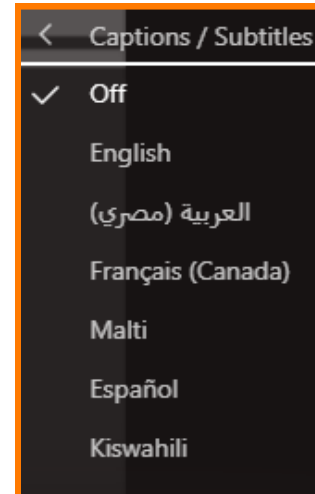 Captions / Subtitles
Off
English
العربية (مصري)
Français (Canada)
Malti
Español
Kiswahili